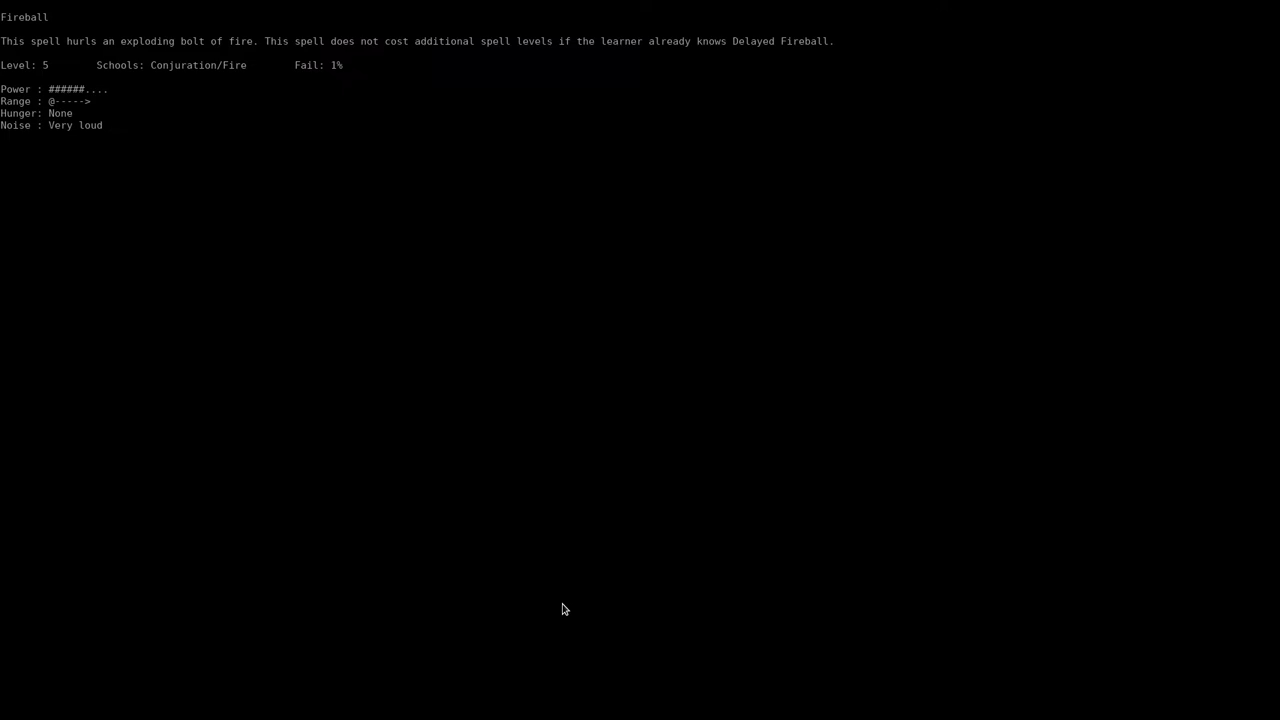 Fireball
This spell hurls an exploding bolt of fire. This spell does not cost additional spell levels if the learner already knows Delayed Fireball.
Level: 5        Schools: Conjuration/Fire        Fail: 1%
Power : ######....
Range : @----->
Hunger: None
Noise : Very loud